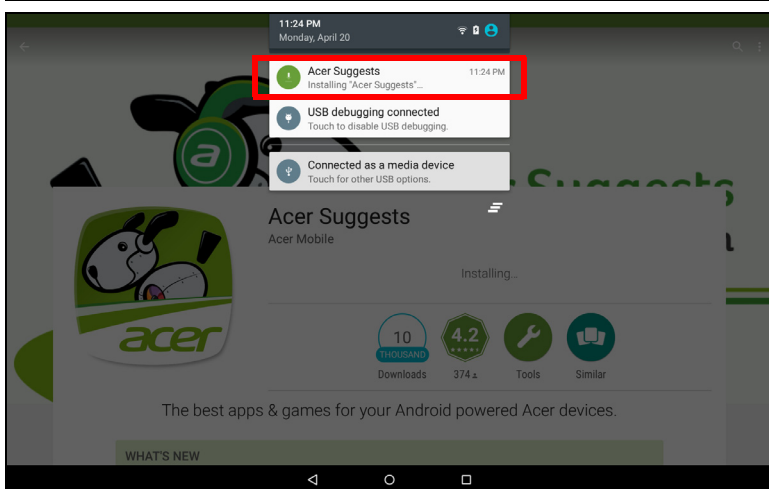 11:24 PM
Monday, April 20
Acer Suggests 11:24 PM
Installing "Acer Suggests"...
USB debugging connected
Touch to disable USB debugging.
Connected as a media device
Touch for other USB options.
Suggests
a
Acer Suggests
Acer Mobile
Installing...
acer
10
THOUSAND
4.2
Downloads 374 Tools Similar
The best apps & games for your Android powered Acer devices.
WHAT'S NEW